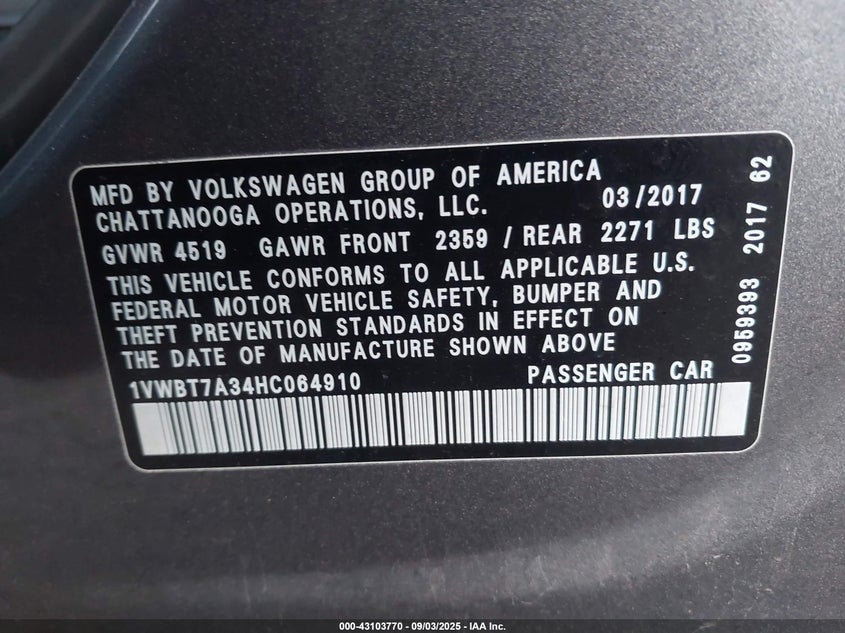 MFD BY VOLKSWAGEN GROUP OF AMERICA
CHATTANOOGA OPERATIONS, LLC. 03/2017
GVWR 4519 GAWR FRONT 2359 / REAR 2271 LBS
THIS VEHICLE CONFORMS TO ALL APPLICABLE U.S.
FEDERAL MOTOR VEHICLE SAFETY, BUMPER AND
THEFT PREVENTION STANDARDS IN EFFECT ON
THE DATE OF MANUFACTURE SHOWN ABOVE
1VWBT7A34HC064910 PASSENGER CAR
0959393 2017 62
000-43103770 - 09/03/2025 - IAA Inc.